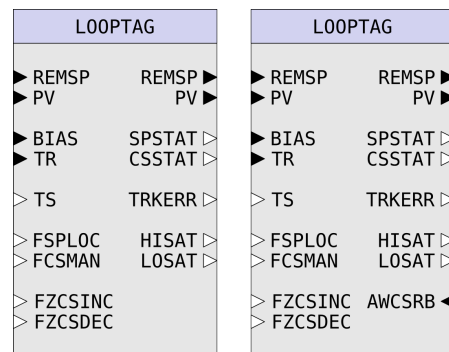 LOOPTAG
REMSP REMSP
PV PV
BIAS SPSTAT
TR CSSTAT
TS TRKERR
FSPLOC HISAT
FCSMAN LOSAT
FZCSINC
FZCSDEC
LOOPTAG
REMSP REMSP
PV PV
BIAS SPSTAT
TR CSSTAT
TS TRKERR
FSPLOC HISAT
FCSMAN LOSAT
FZCSINC AWCSRB
FZCSDEC